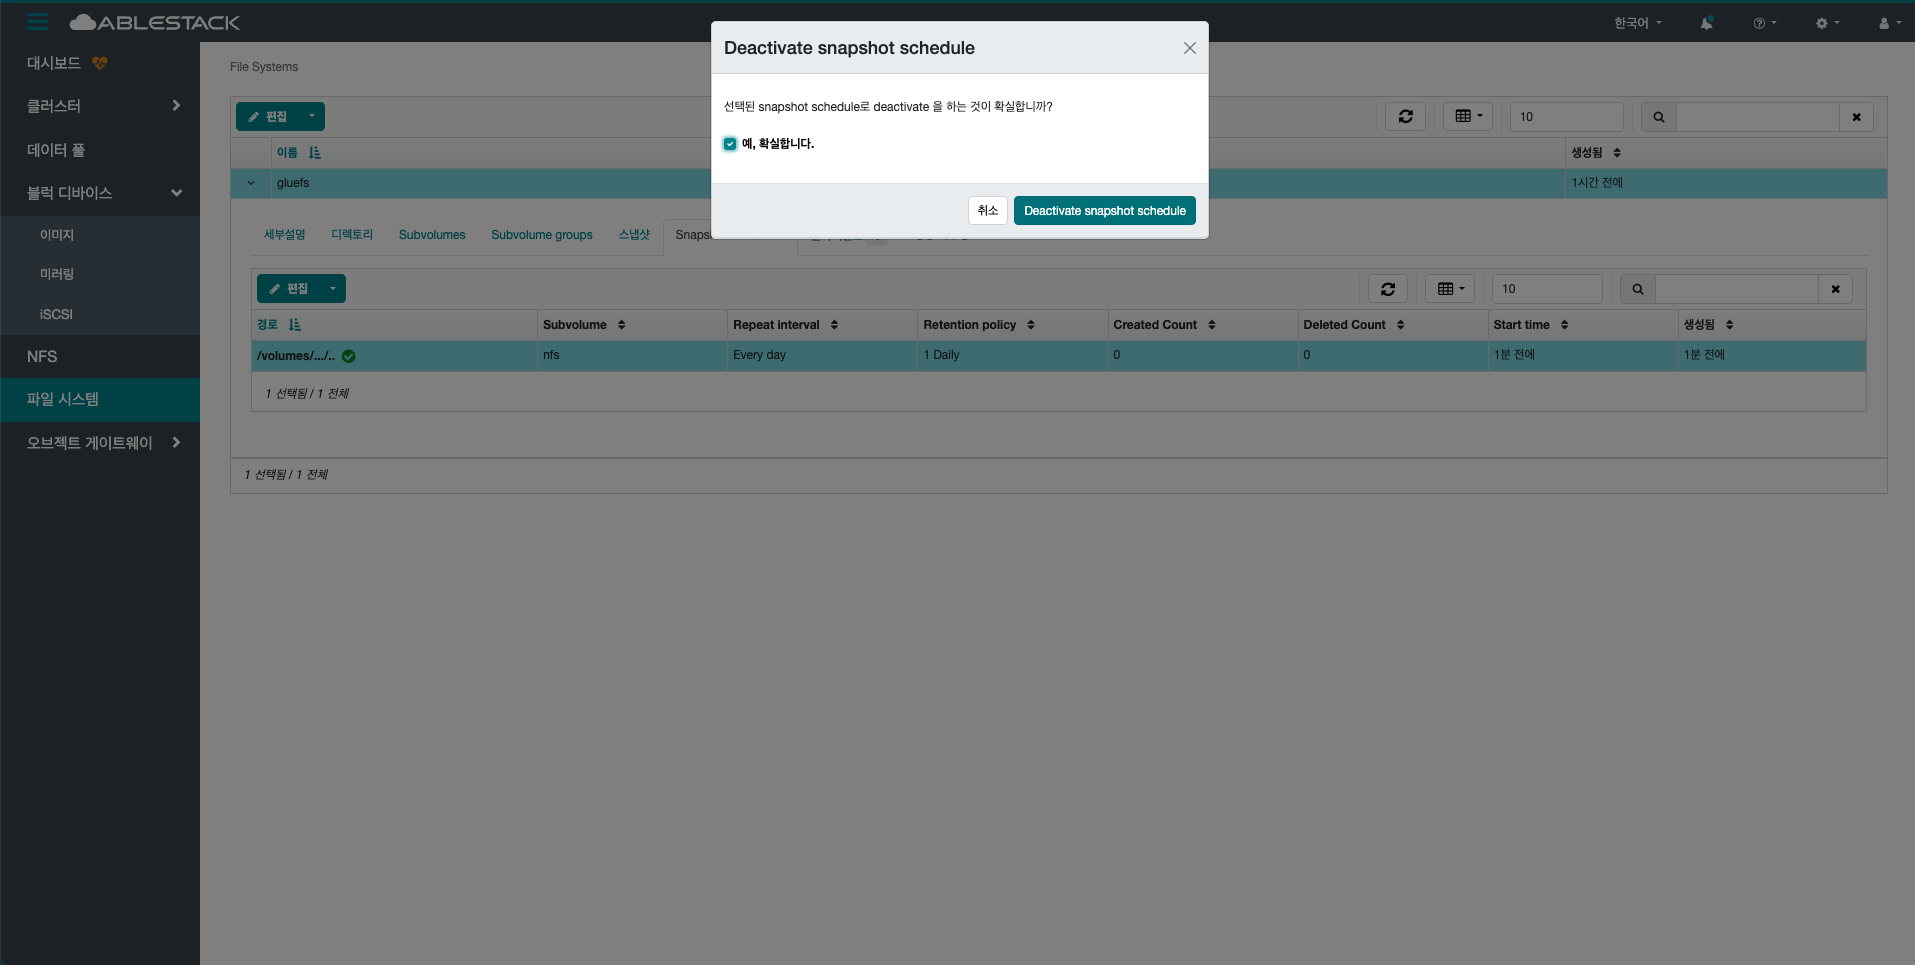 ABLESTACK
한국어
대시보드
클러스터
데이터 풀
블럭 디바이스
이미지
미러링
iSCSI
NFS
파일 시스템
오브젝트 게이트웨이
File Systems
편집
10
이름
생성됨
gluefs
1시간 전에
세부설명
디렉토리
Subvolumes
Subvolume groups
스냅샷
편집
10
경로
Subvolume
Repeat interval
Retention policy
Created Count
Deleted Count
Start time
생성됨
/volumes/.../..
nfs
Every day
1 Daily
0
0
1분 전에
1분 전에
1 선택됨 / 1 전체
1 선택됨 / 1 전체
Deactivate snapshot schedule
선택된 snapshot schedule로 deactivate 을 하는 것이 확실합니까?
예, 확실합니다.
취소
Deactivate snapshot schedule